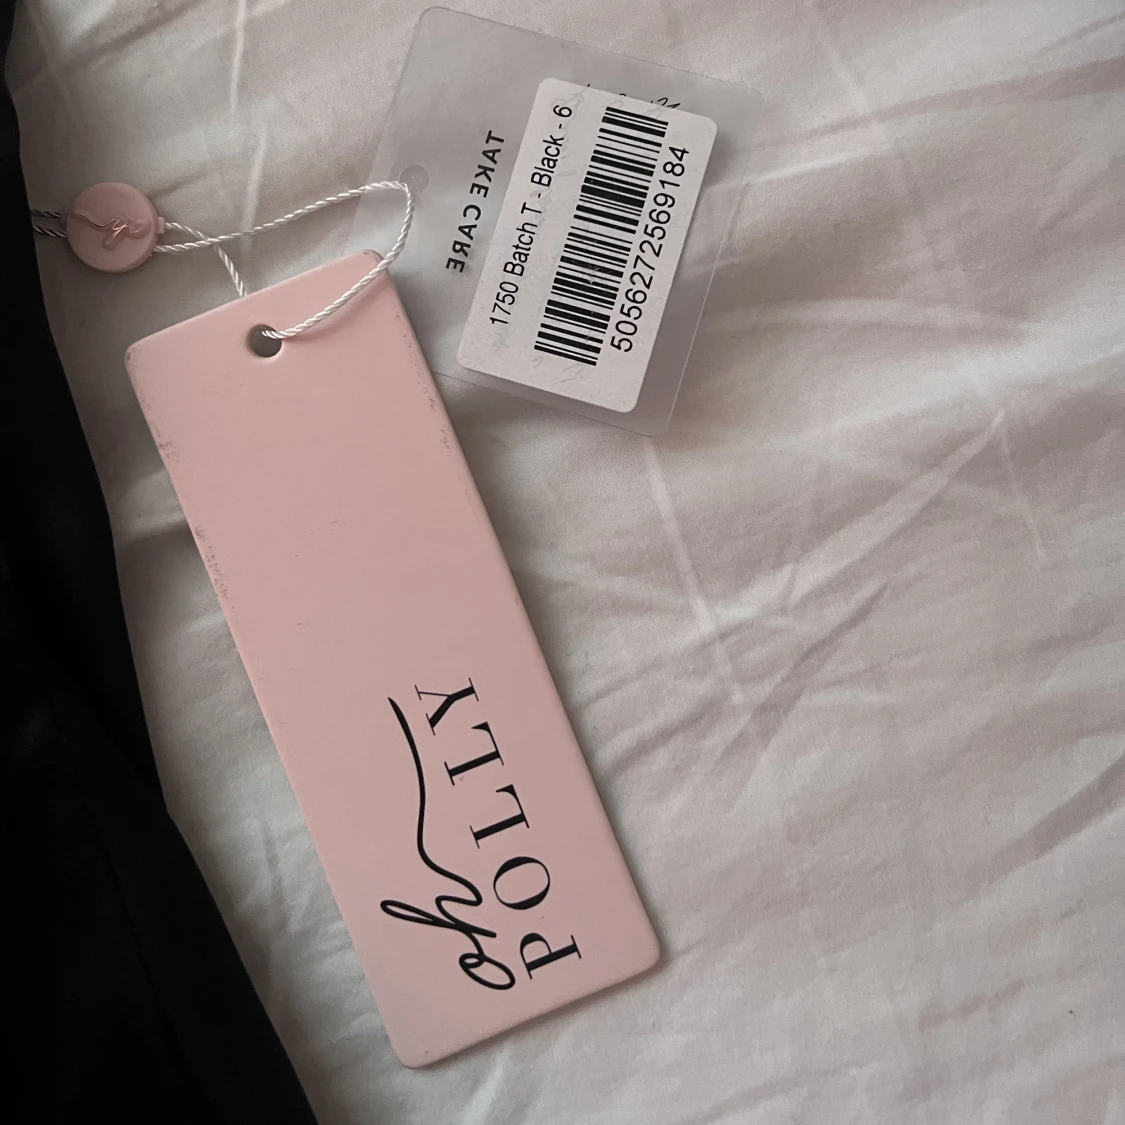 TAKE CARE
1750 Batch T - Black - 6
5056272569184
oh
POLLY